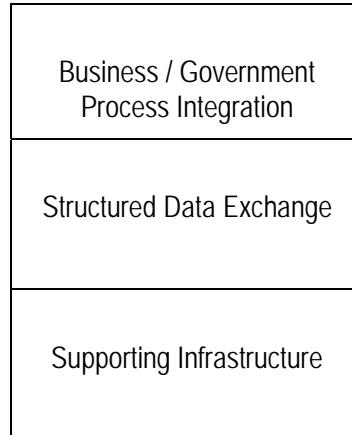 Business / Government
Process Integration
Structured Data Exchange
Supporting Infrastructure